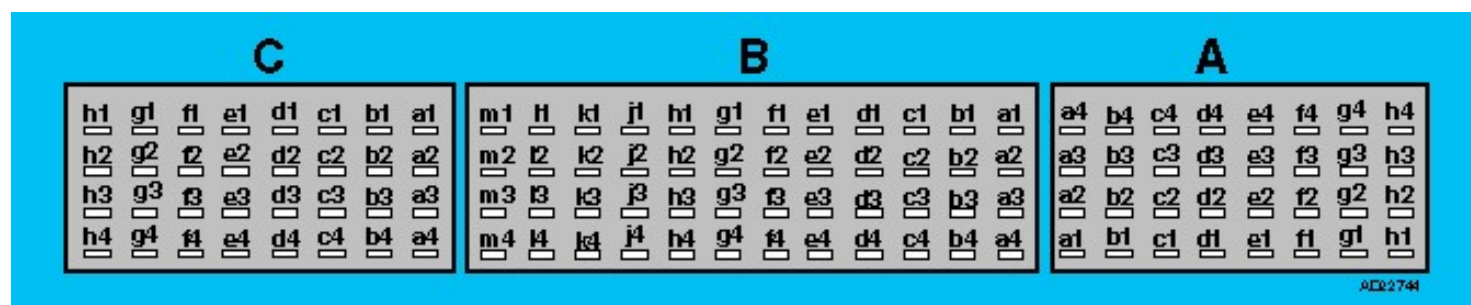 C B A
h1 g1 f1 e1 d1 c1 b1 a1 m1 l1 k1 j1 h1 g1 f1 e1 d1 c1 b1 a1 a4 b4 c4 d4 e4 f4 g4 h4
h2 g2 f2 e2 d2 c2 b2 a2 m2 l2 k2 j2 h2 g2 f2 e2 d2 c2 b2 a2 a3 b3 c3 d3 e3 f3 g3 h3
h3 g3 f3 e3 d3 c3 b3 a3 m3 l3 k3 j3 h3 g3 f3 e3 d3 c3 b3 a3 a2 b2 c2 d2 e2 f2 g2 h2
h4 g4 f4 e4 d4 c4 b4 a4 m4 l4 k4 j4 h4 g4 f4 e4 d4 c4 b4 a4 a1 b1 c1 d1 e1 f1 g1 h1